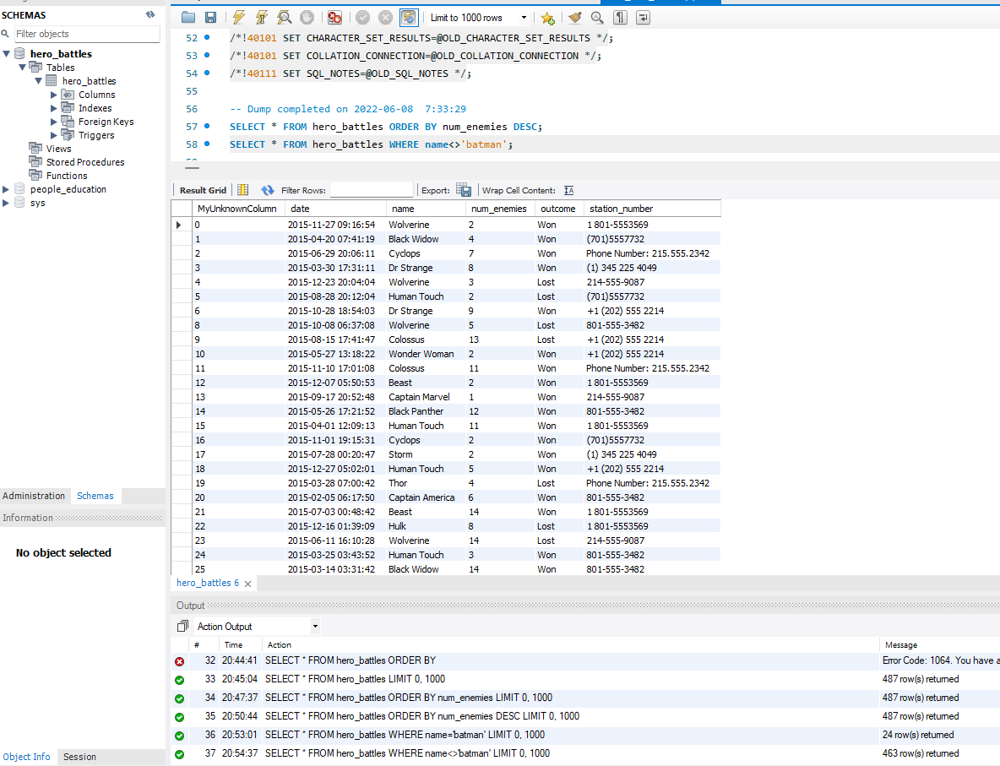 SCHEMAS
Filter objects
hero_battles
Tables
hero_battles
Columns
Indexes
Foreign Keys
Triggers
Views
Stored Procedures
Functions
people_education
sys
Administration Schemas
Information
No object selected
Object Info Session
Limit to 1000 rows
52 /*!40101 SET CHARACTER_SET_RESULTS=@OLD_CHARACTER_SET_RESULTS */;
53 /*!40101 SET COLLATION_CONNECTION=@OLD_COLLATION_CONNECTION */;
54 /*!40111 SET SQL_NOTES=@OLD_SQL_NOTES */;
55
56 -- Dump completed on 2022-06-08 7:33:29
57 SELECT * FROM hero_battles ORDER BY num_enemies DESC;
58 SELECT * FROM hero_battles WHERE name<>'batman';
Result Grid Filter Rows: Export: Wrap Cell Content:
MyUnknownColumn date name num_enemies outcome station_number
0 2015-11-27 09:16:54 Wolverine 2 Won 1 801-5553569
1 2015-04-20 07:41:19 Black Widow 4 Won (701)5557732
2 2015-06-29 20:06:11 Cyclops 7 Won Phone Number: 215.555.2342
3 2015-03-30 17:31:11 Dr Strange 8 Won (1) 345 225 4049
4 2015-12-23 20:04:04 Wolverine 3 Lost 214-555-9087
5 2015-08-28 20:12:04 Human Touch 2 Lost (701)5557732
6 2015-10-28 18:54:03 Dr Strange 9 Won +1 (202) 555 2214
8 2015-10-08 06:37:08 Wolverine 5 Lost 801-555-3482
9 2015-08-15 17:41:47 Colossus 13 Lost +1 (202) 555 2214
10 2015-05-27 13:18:22 Wonder Woman 2 Won +1 (202) 555 2214
11 2015-11-10 17:01:08 Colossus 11 Won Phone Number: 215.555.2342
12 2015-12-07 05:50:53 Beast 2 Won 1 801-5553569
13 2015-09-17 20:52:48 Captain Marvel 1 Won 214-555-9087
14 2015-05-26 17:21:52 Black Panther 12 Won 801-555-3482
15 2015-04-01 12:09:13 Human Touch 11 Won 1 801-5553569
16 2015-11-01 19:15:31 Cyclops 2 Won (701)5557732
17 2015-07-28 00:20:47 Storm 2 Won (1) 345 225 4049
18 2015-12-27 05:02:01 Human Touch 5 Won +1 (202) 555 2214
19 2015-03-28 07:00:42 Thor 4 Lost Phone Number: 215.555.2342
20 2015-02-05 06:17:50 Captain America 6 Won 801-555-3482
21 2015-07-03 00:48:42 Beast 14 Won 1 801-5553569
22 2015-12-16 01:39:09 Hulk 8 Lost 1 801-5553569
23 2015-06-11 16:10:28 Wolverine 14 Lost 214-555-9087
24 2015-03-25 03:43:52 Human Touch 3 Won 801-555-3482
25 2015-03-14 03:31:42 Black Widow 14 Won 801-555-3482
hero_battles 6
Output
Action Output
# Time Action Message
32 20:44:41 SELECT * FROM hero_battles ORDER BY Error Code: 1064. You have a
33 20:45:04 SELECT * FROM hero_battles LIMIT 0, 1000 487 row(s) returned
34 20:47:37 SELECT * FROM hero_battles ORDER BY num_enemies LIMIT 0, 1000 487 row(s) returned
35 20:50:44 SELECT * FROM hero_battles ORDER BY num_enemies DESC LIMIT 0, 1000 487 row(s) returned
36 20:53:01 SELECT * FROM hero_battles WHERE name='batman' LIMIT 0, 1000 24 row(s) returned
37 20:54:37 SELECT * FROM hero_battles WHERE name<>'batman' LIMIT 0, 1000 463 row(s) returned